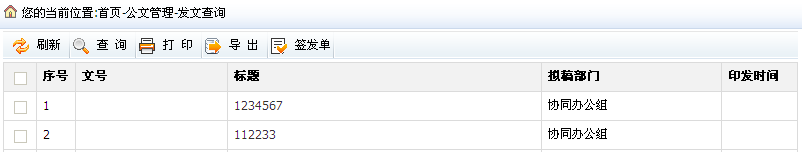 您的当前位置:首页-公文管理-发文查询
刷新 查 询 打 印 导 出 签发单
序号 文号 标题 拟稿部门 印发时间
1 1234567 协同办公组
2 112233 协同办公组